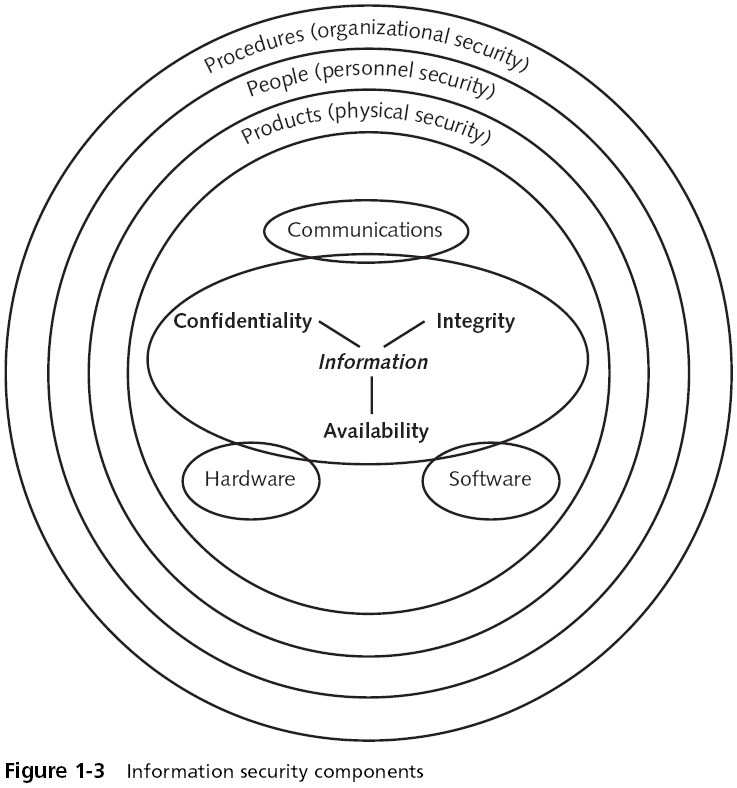 Procedures (organizational security)
People (personnel security)
Products (physical security)
Communications
Confidentiality
Integrity
Information
Availability
Hardware
Software
Figure 1-3 Information security components